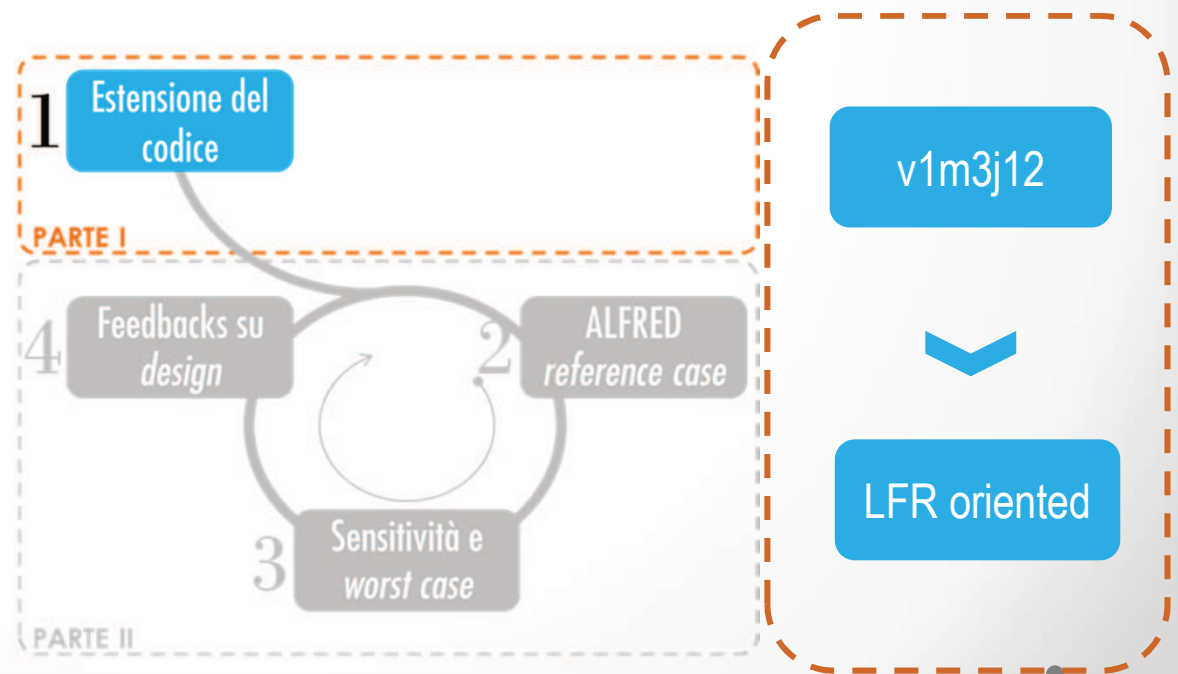 1
Estensione del
codice
PARTE I
4
Feedbacks su
design
2
ALFRED
reference case
3
Sensitività e
worst case
PARTE II
v1m3j12
LFR oriented